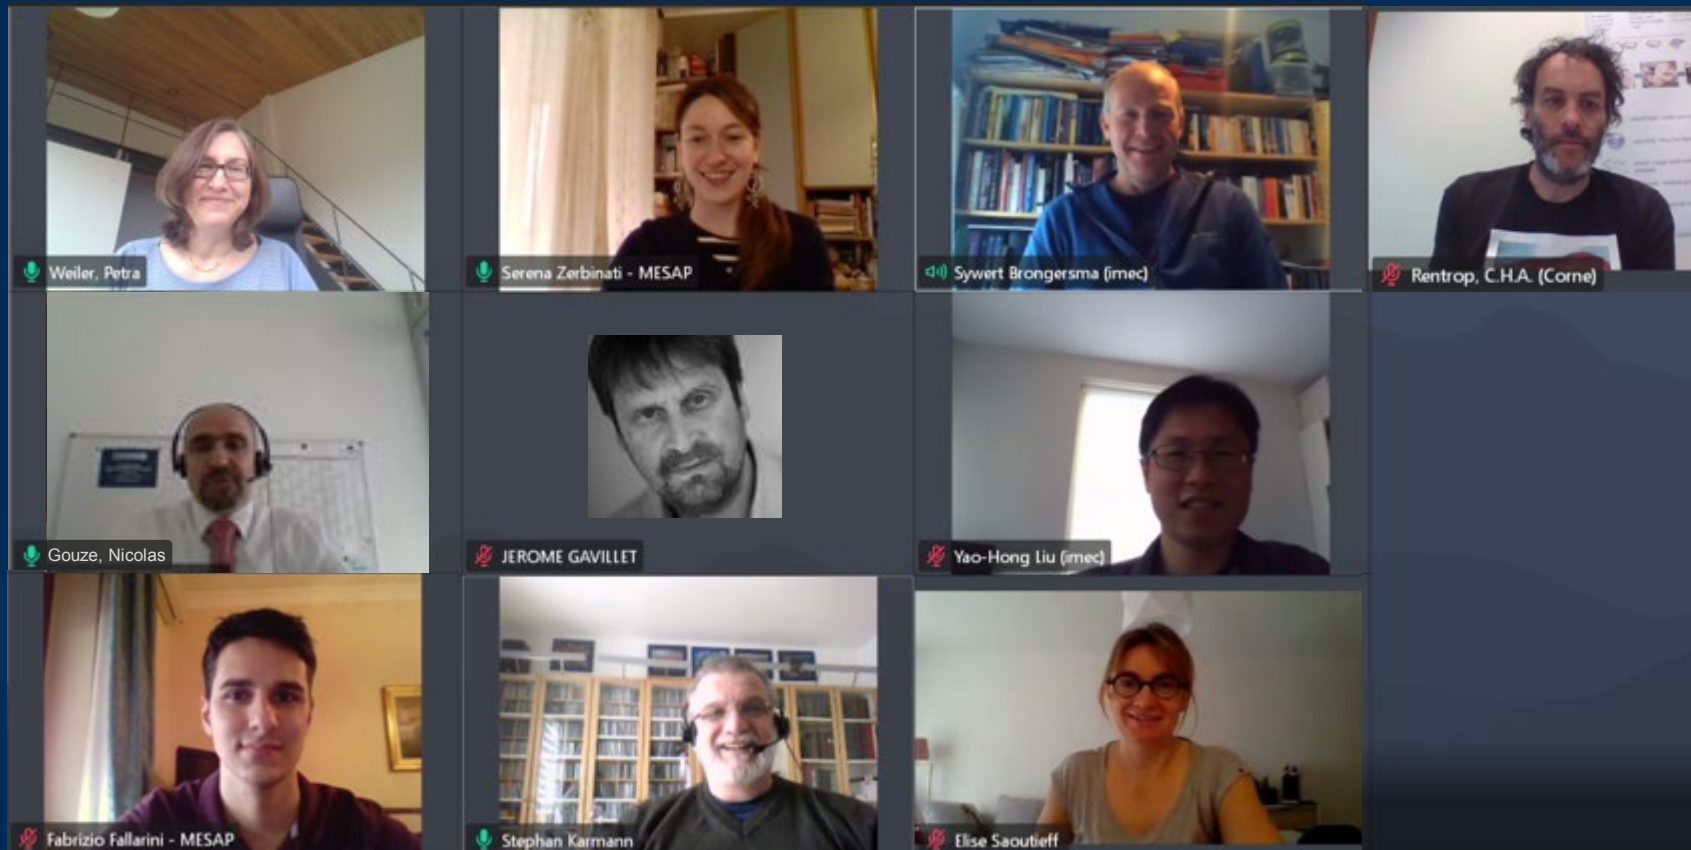 Weiler, Petra
Serena Zerbinati - MESAP
Sywert Brongersma (imec)
Rentrop, C.H.A. (Corne)
Gouze, Nicolas
JEROME GAVILLET
Yao-Hong Liu (imec)
Fabrizio Fallarini - MESAP
Stephan Karmann
Elise Saoutieff